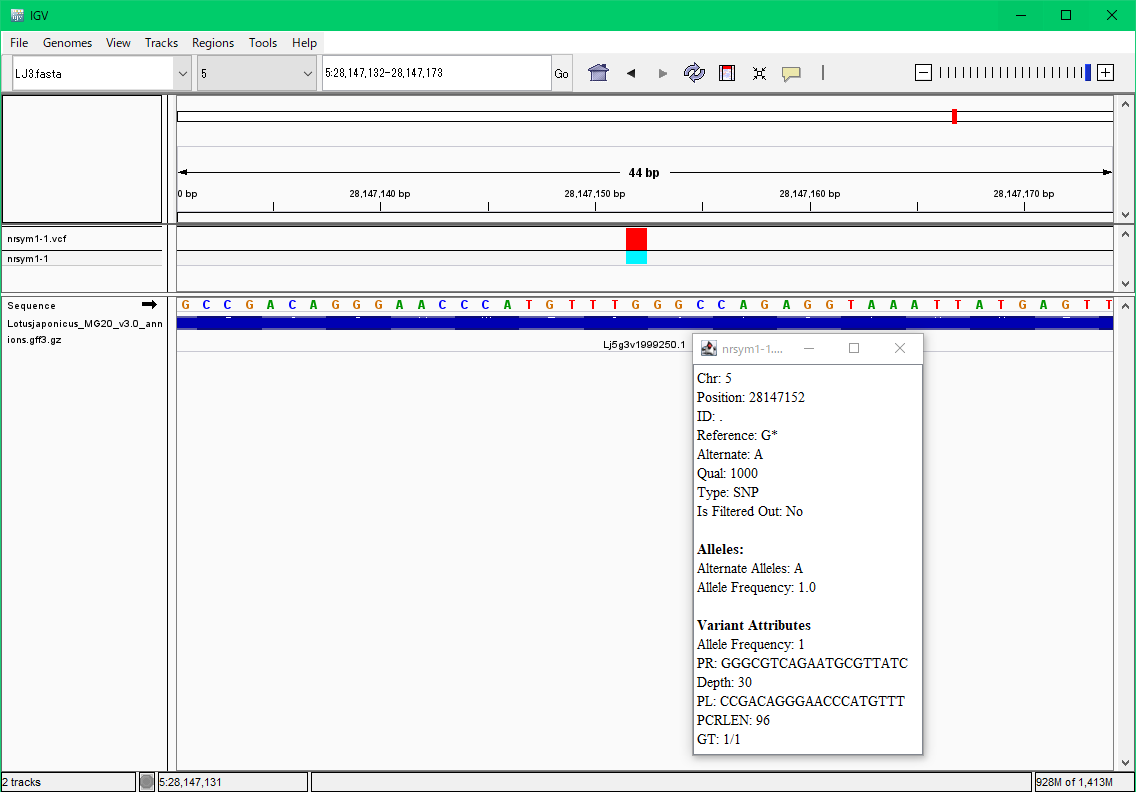 IGV
File Genomes View Tracks Regions Tools Help
LJ3.fasta 5 5:28,147,132-28,147,173 Go
44 bp
0 bp 28,147,140 bp 28,147,150 bp 28,147,160 bp 28,147,170 bp
nrsym1-1.vcf
nrsym1-1
Sequence G C C G A C A G G G A A C C C A T G T T T G G G C C A G A G G T A A A T T A T G A G T T
Lotusjaponicus_MG20_v3.0_ann
ions.gff3.gz
Lj5g3v1999250.1
nrsym1-1....
Chr: 5
Position: 28147152
ID: .
Reference: G*
Alternate: A
Qual: 1000
Type: SNP
Is Filtered Out: No
Alleles:
Alternate Alleles: A
Allele Frequency: 1.0
Variant Attributes
Allele Frequency: 1
PR: GGGCGTCAGAATGCGTTATC
Depth: 30
PL: CCGACAGGGAACCCATGTTT
PCRLEN: 96
GT: 1/1
2 tracks 5:28,147,131 928M of 1,413M